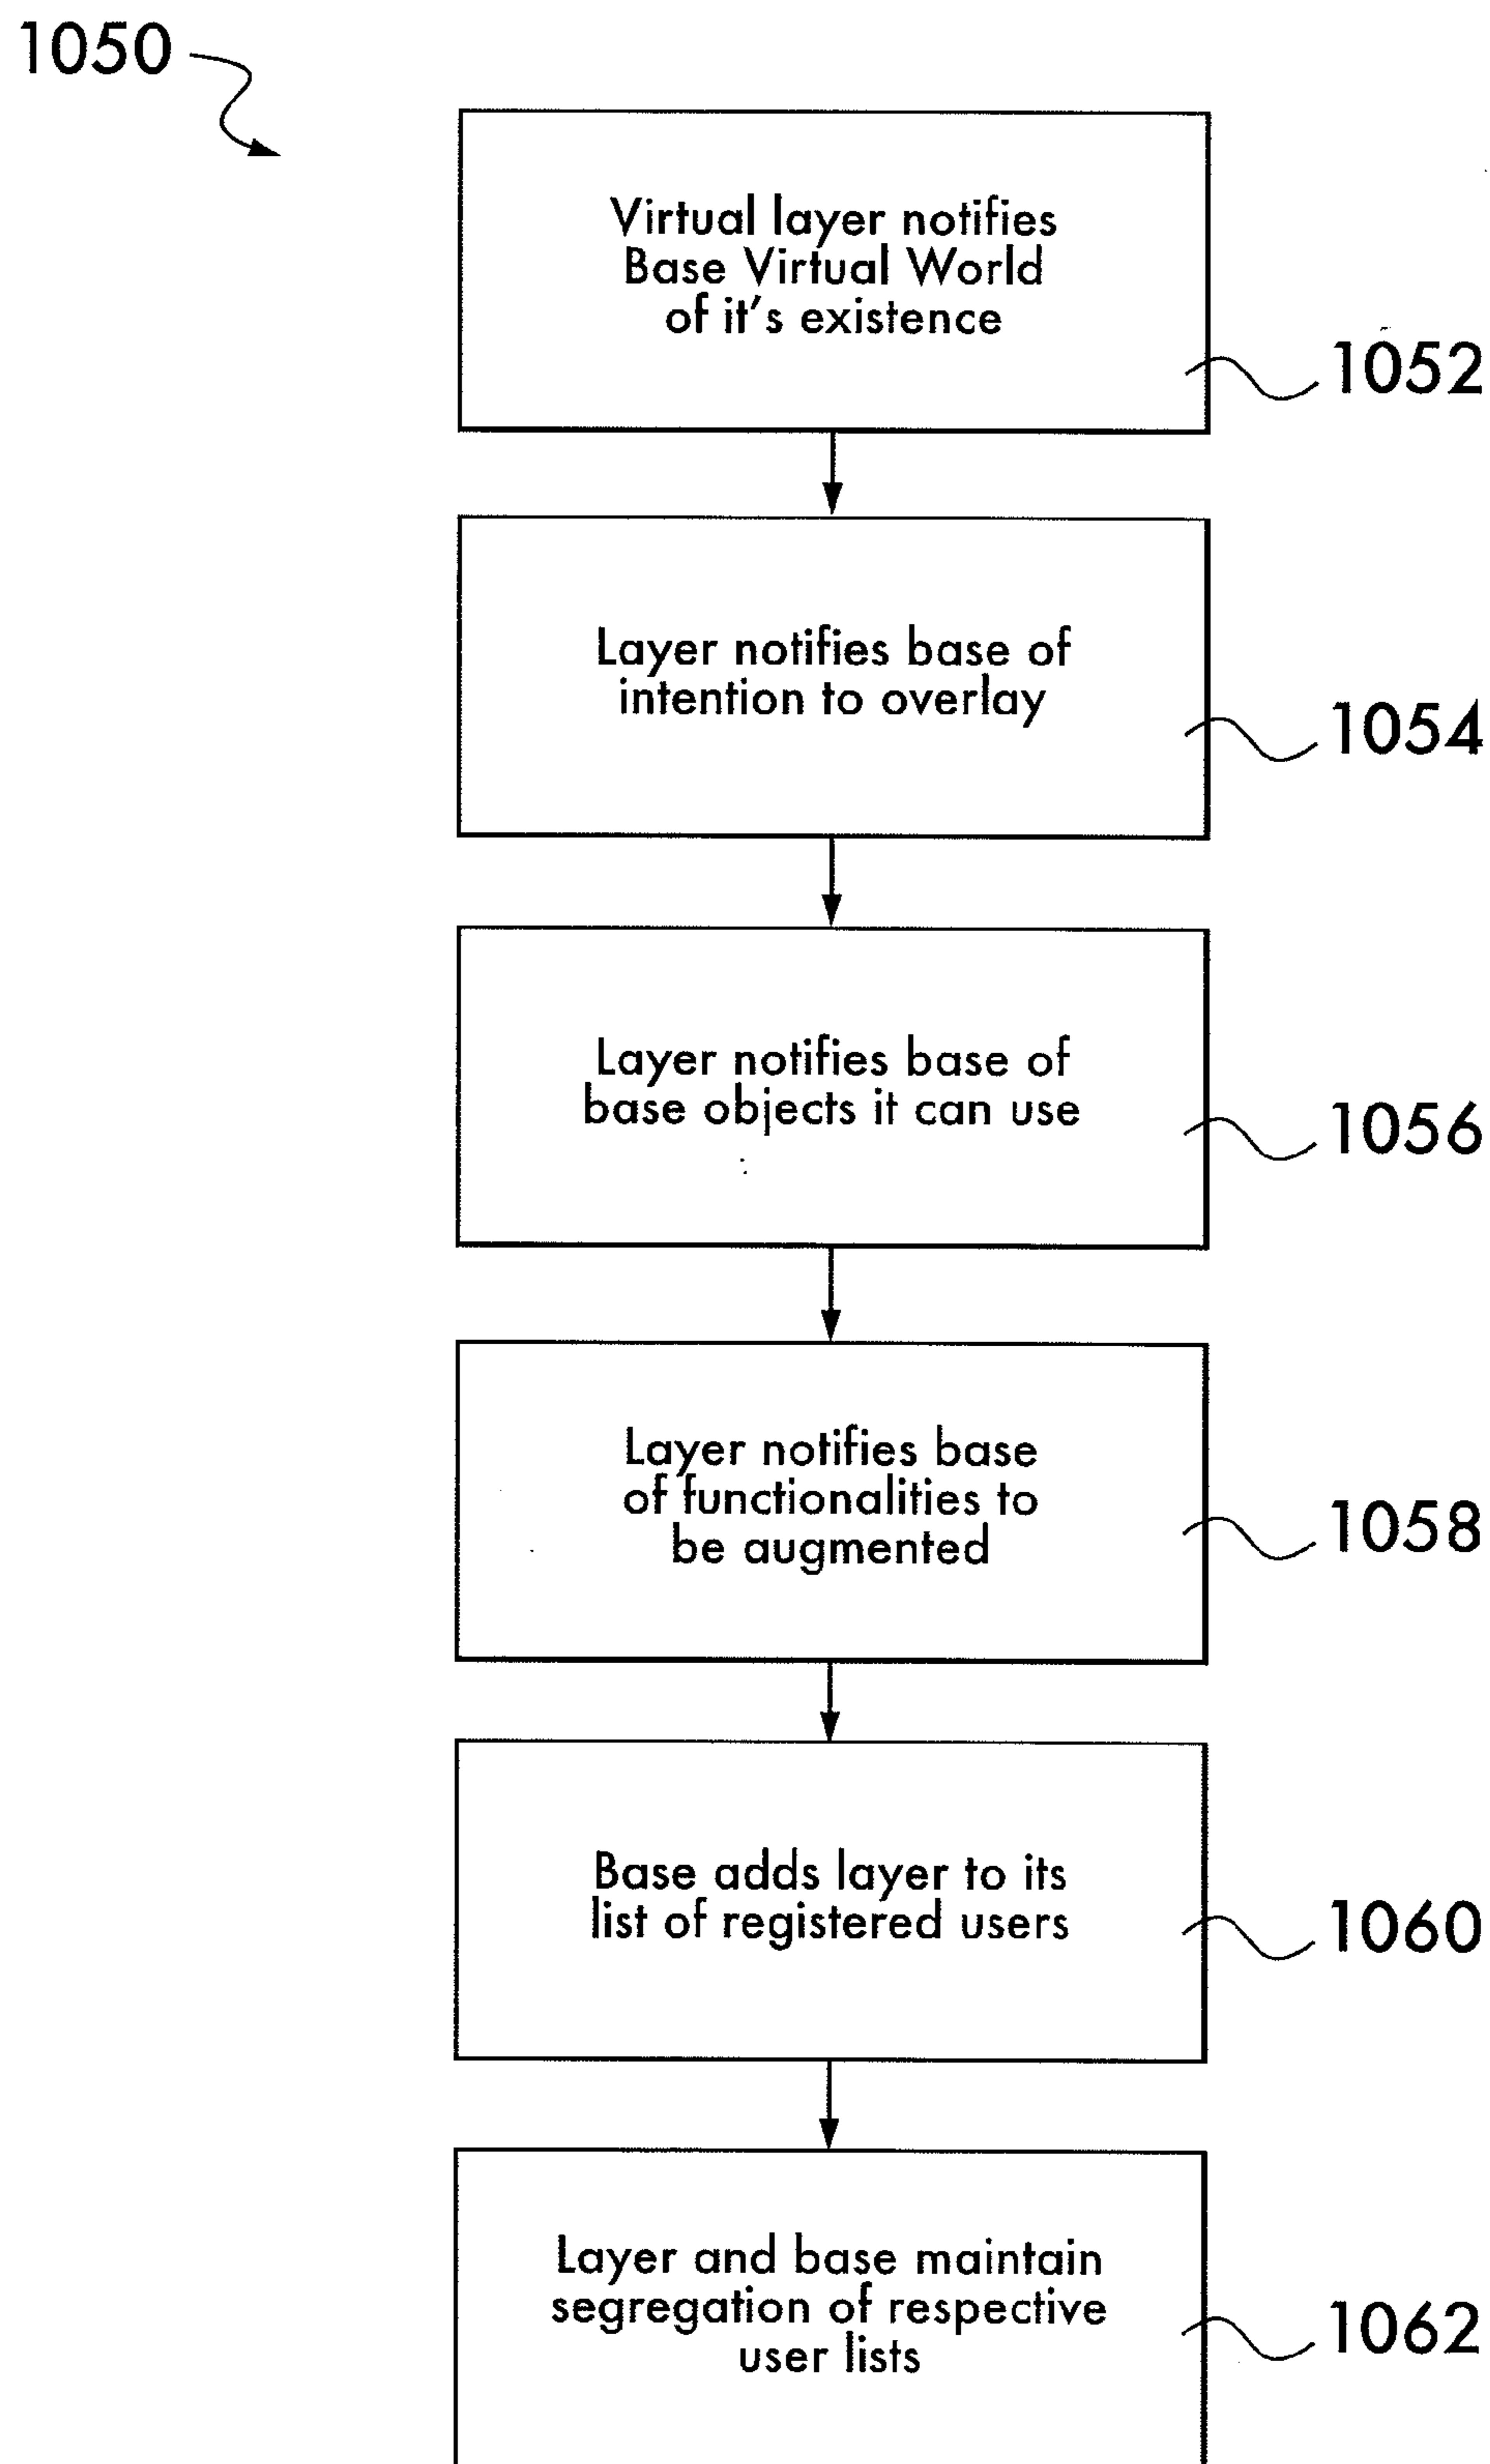 1050
Virtual layer notifies
Base Virtual World
of it's existence
1052
Layer notifies base of
intention to overlay
1054
Layer notifies base of
base objects it can use
1056
Layer notifies base
of functionalities to
be augmented
1058
Base adds layer to its
list of registered users
1060
Layer and base maintain
segregation of respective
user lists
1062